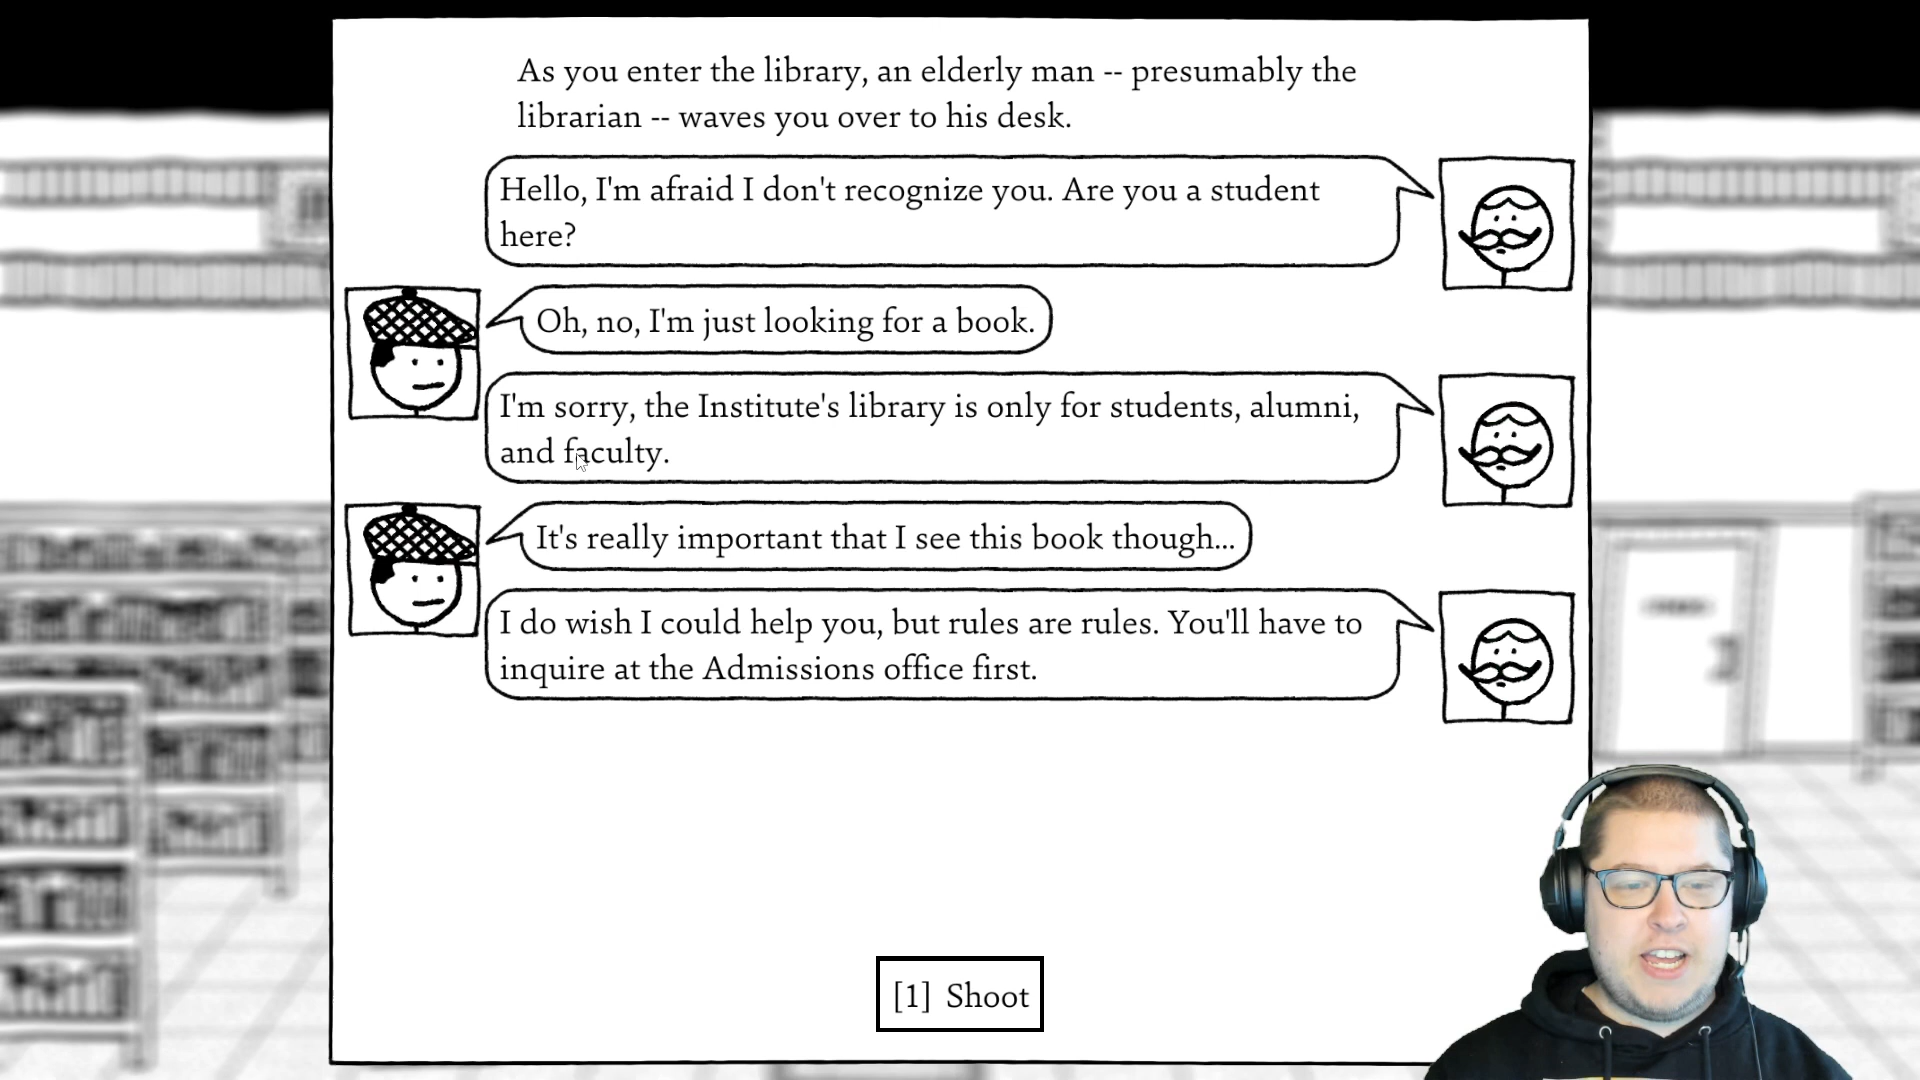 As you enter the library, an elderly man -- presumably the
librarian -- waves you over to his desk.
Hello, I'm afraid I don't recognize you. Are you a student
here?
Oh, no, I'm just looking for a book.
I'm sorry, the Institute's library is only for students, alumni,
and faculty.
It's really important that I see this book though...
I do wish I could help you, but rules are rules. You'll have to
inquire at the Admissions office first.
[1] Shoot